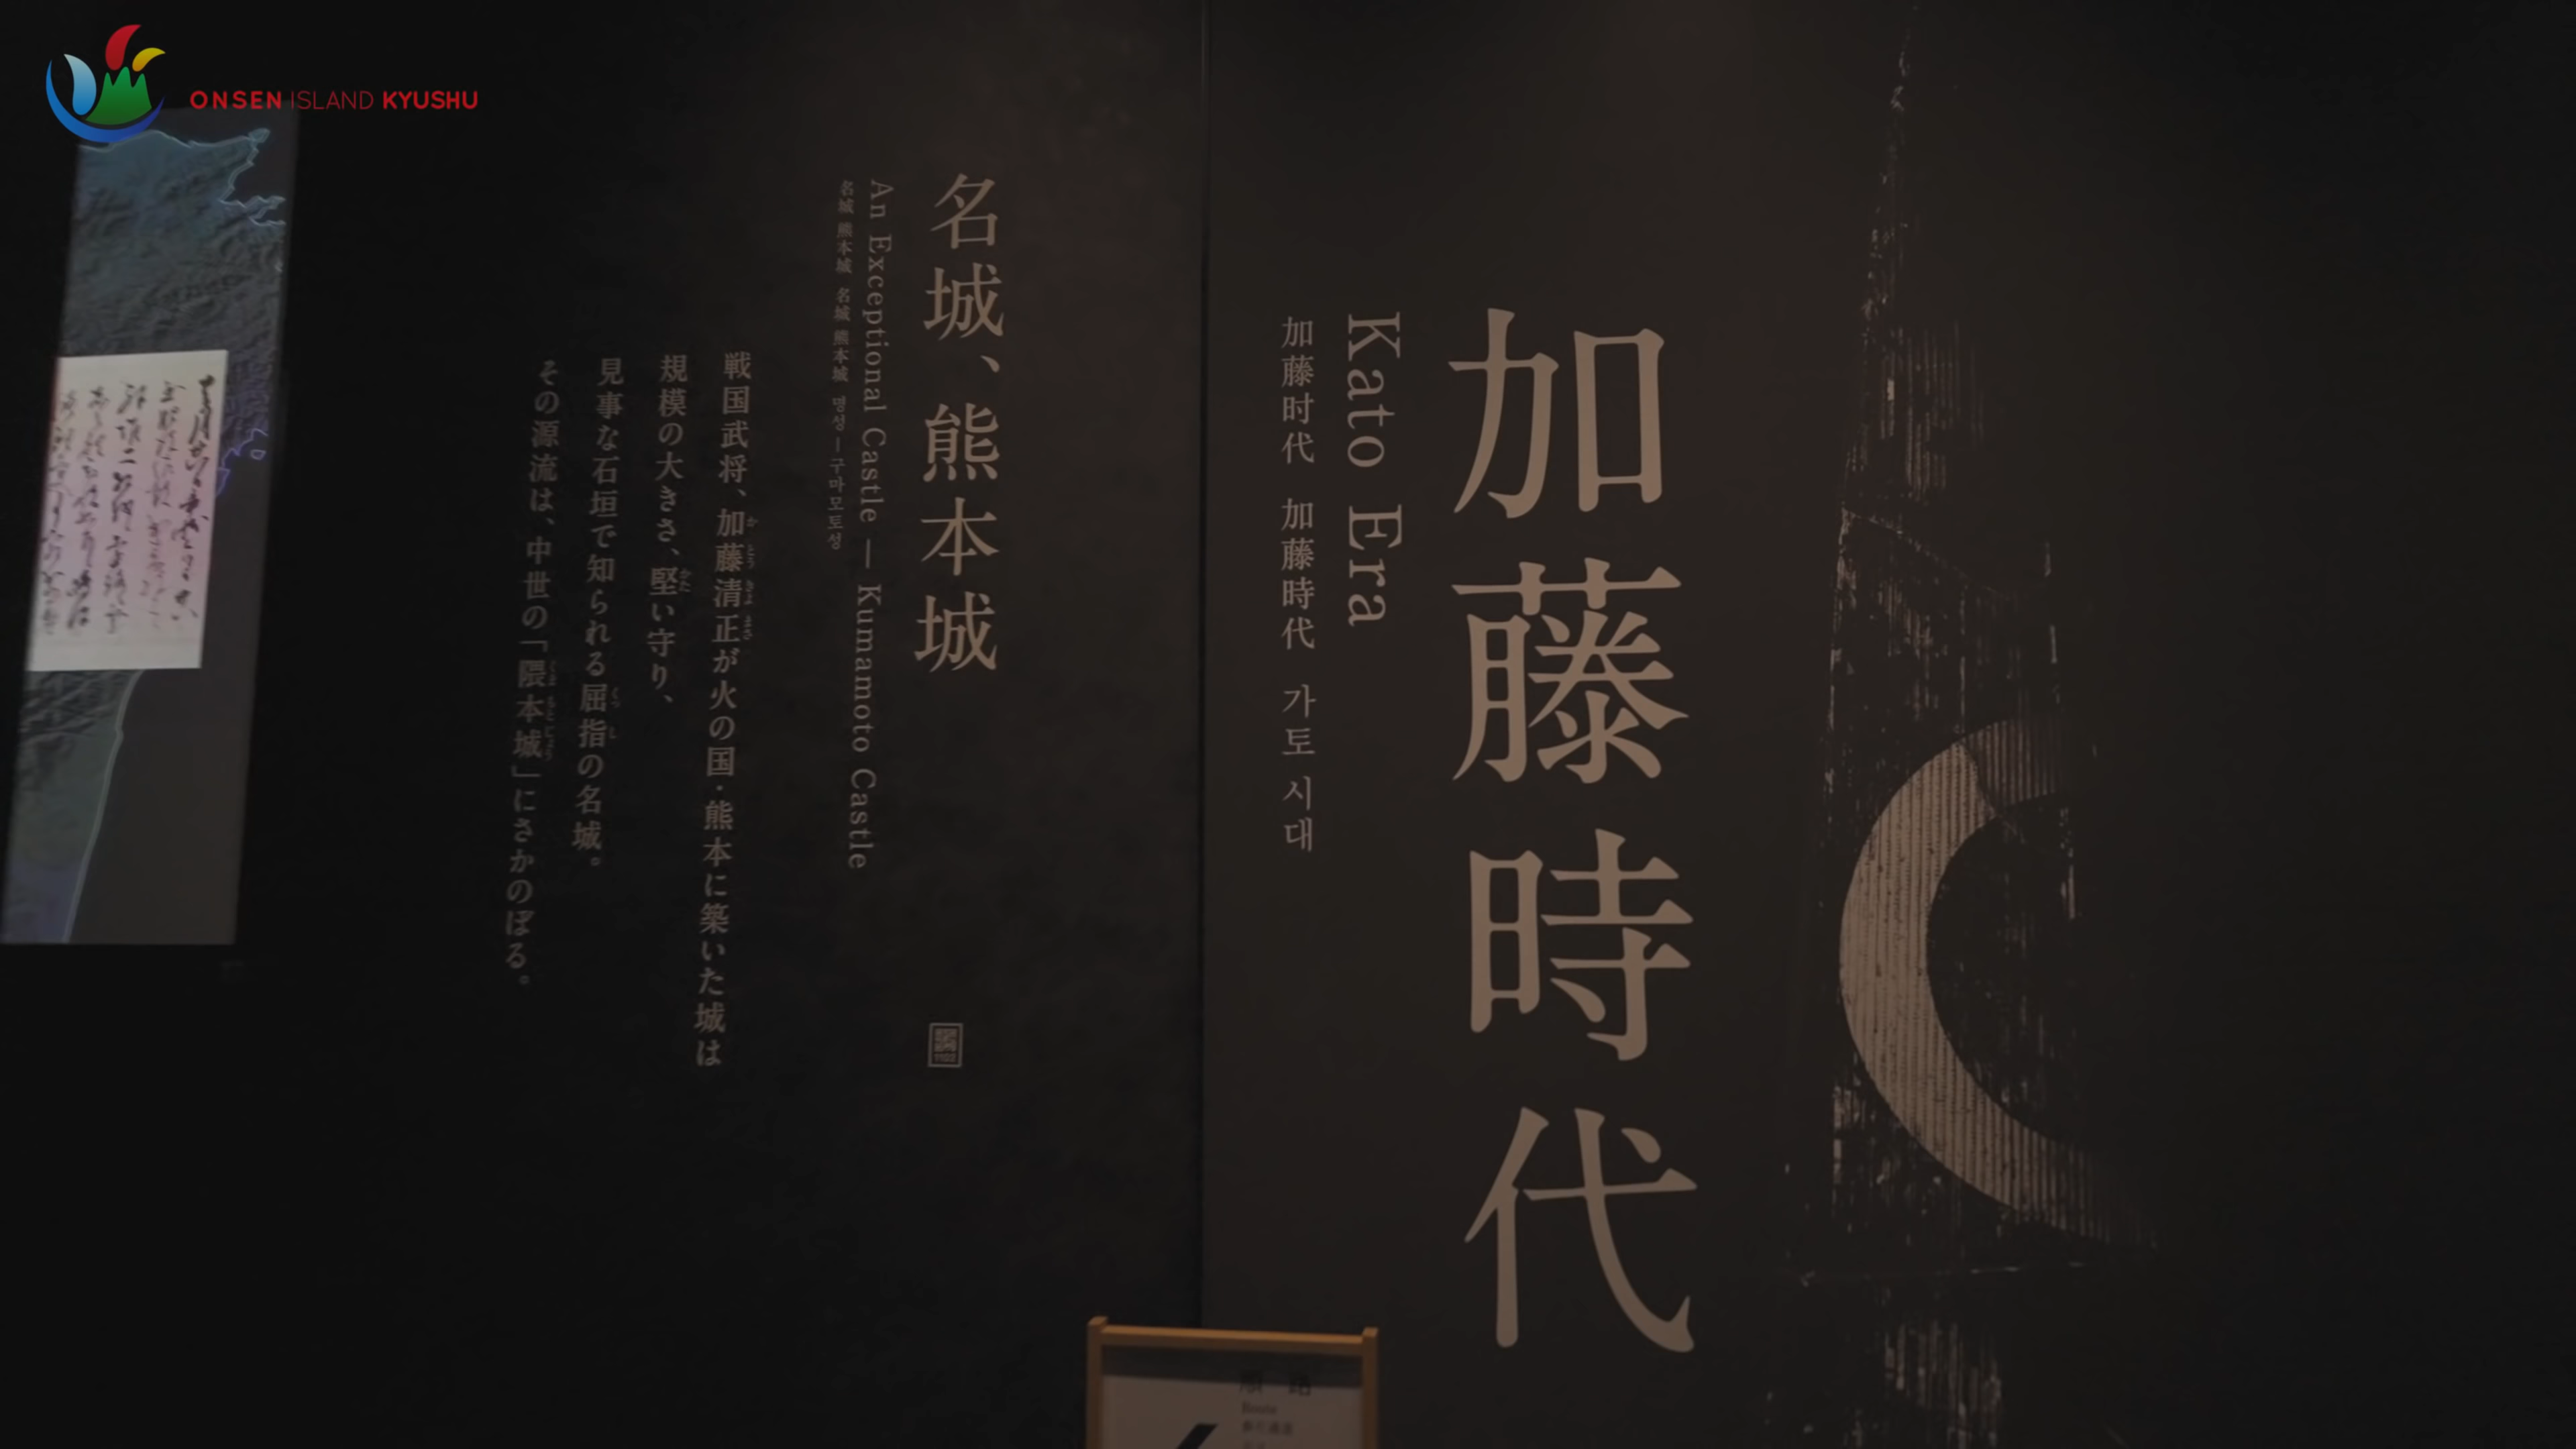 ONSEN ISLAND KYUSHU
加藤時代
Kato Era
加藤时代 加藤時代 가토 시대
名城、熊本城
An Exceptional Castle — Kumamoto Castle
名城 熊本城 名城 熊本城 명성—구마모토성
戦国武将、加藤清正が火の国・熊本に築いた城は
規模の大きさ、堅い守り、
見事な石垣で知られる屈指の名城。
その源流は、中世の「隈本城」にさかのぼる。
順路
Route